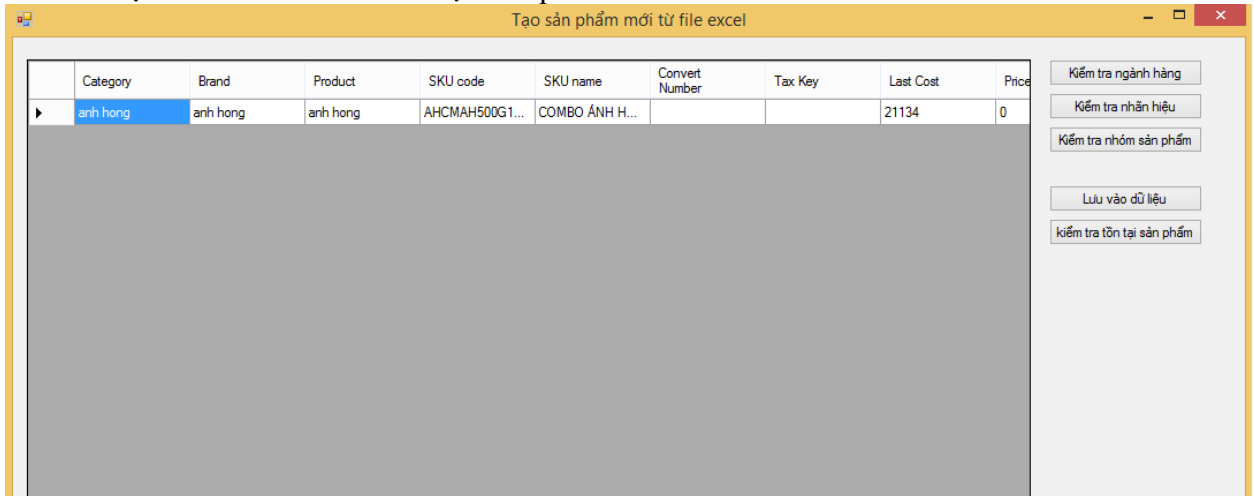 Tạo sản phẩm mới từ file excel
Category Brand Product SKU code SKU name Convert Number Tax Key Last Cost Price
anh hong anh hong anh hong AHCMAH500G1... COMBO ÁNH H... 21134 0
Kiểm tra ngành hàng
Kiểm tra nhãn hiệu
Kiểm tra nhóm sản phẩm
Lưu vào dữ liệu
kiểm tra tồn tại sản phẩm